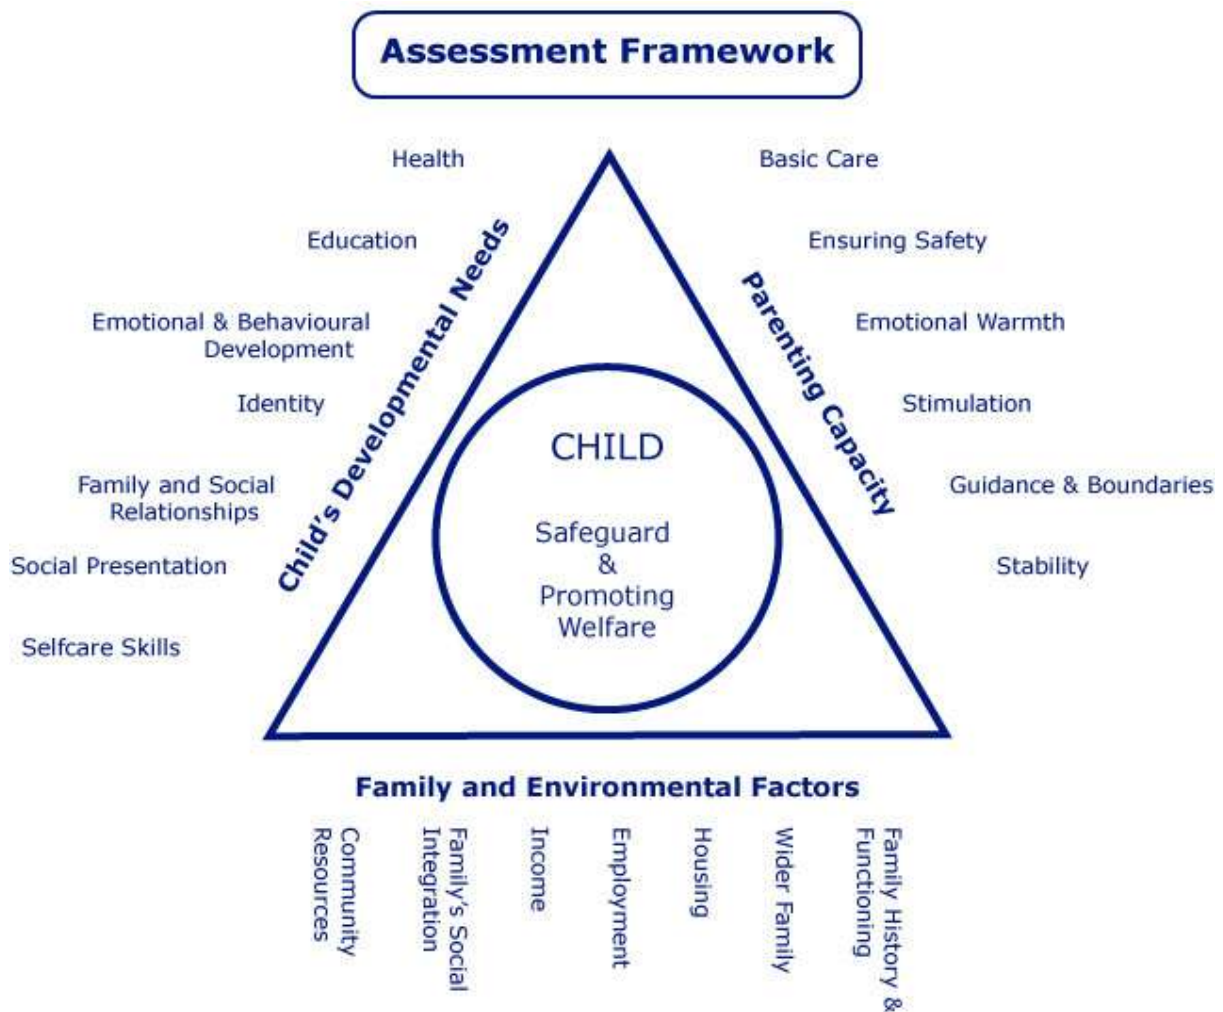 Assessment Framework
Health
Education
Emotional & Behavioural
Development
Identity
Family and Social
Relationships
Social Presentation
Selfcare Skills
Child's Developmental Needs
CHILD
Safeguard
&
Promoting
Welfare
Parenting Capacity
Basic Care
Ensuring Safety
Emotional Warmth
Stimulation
Guidance & Boundaries
Stability
Family and Environmental Factors
Community
Resources
Family's Social
Integration
Income
Employment
Housing
Wider Family
Family History &
Functioning